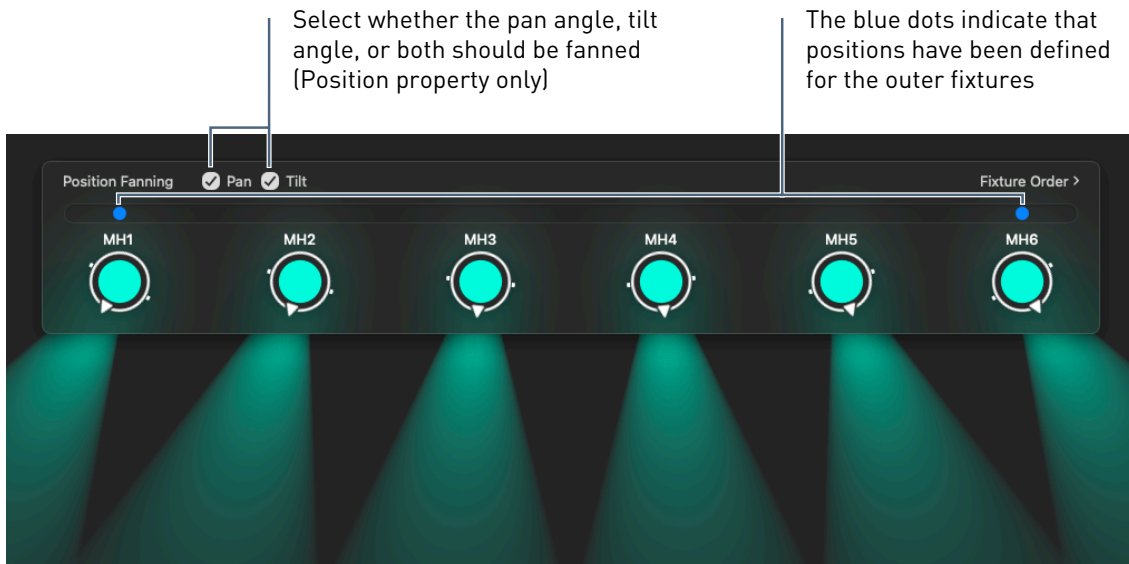 Select whether the pan angle, tilt
angle, or both should be fanned
(Position property only)
The blue dots indicate that
positions have been defined
for the outer fixtures
Position Fanning Pan Tilt Fixture Order >
MH1 MH2 MH3 MH4 MH5 MH6